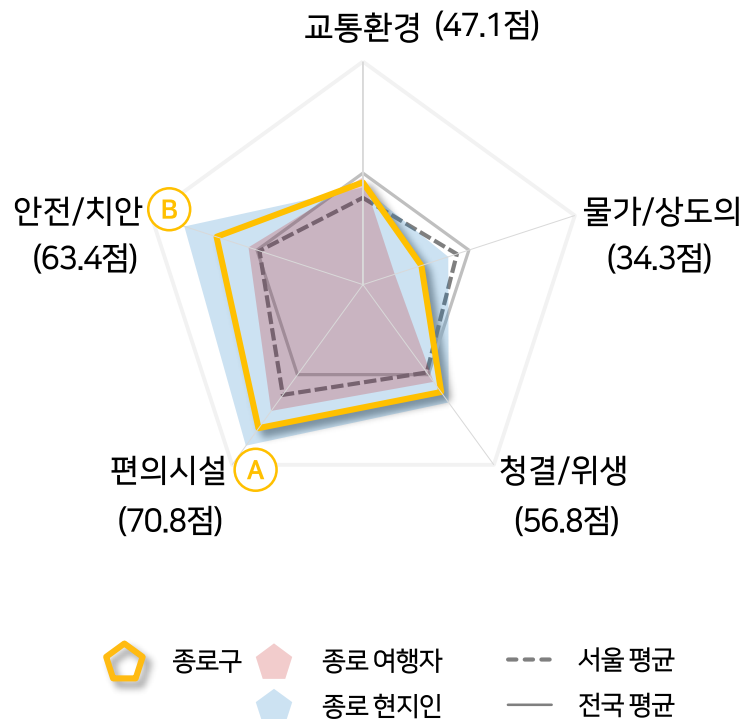 교통환경 (47.1점)
안전/치안 B
(63.4점)
물가/상도의
(34.3점)
편의시설 A
(70.8점)
청결/위생
(56.8점)
종로구 종로 여행자 서울 평균
종로 현지인 전국 평균